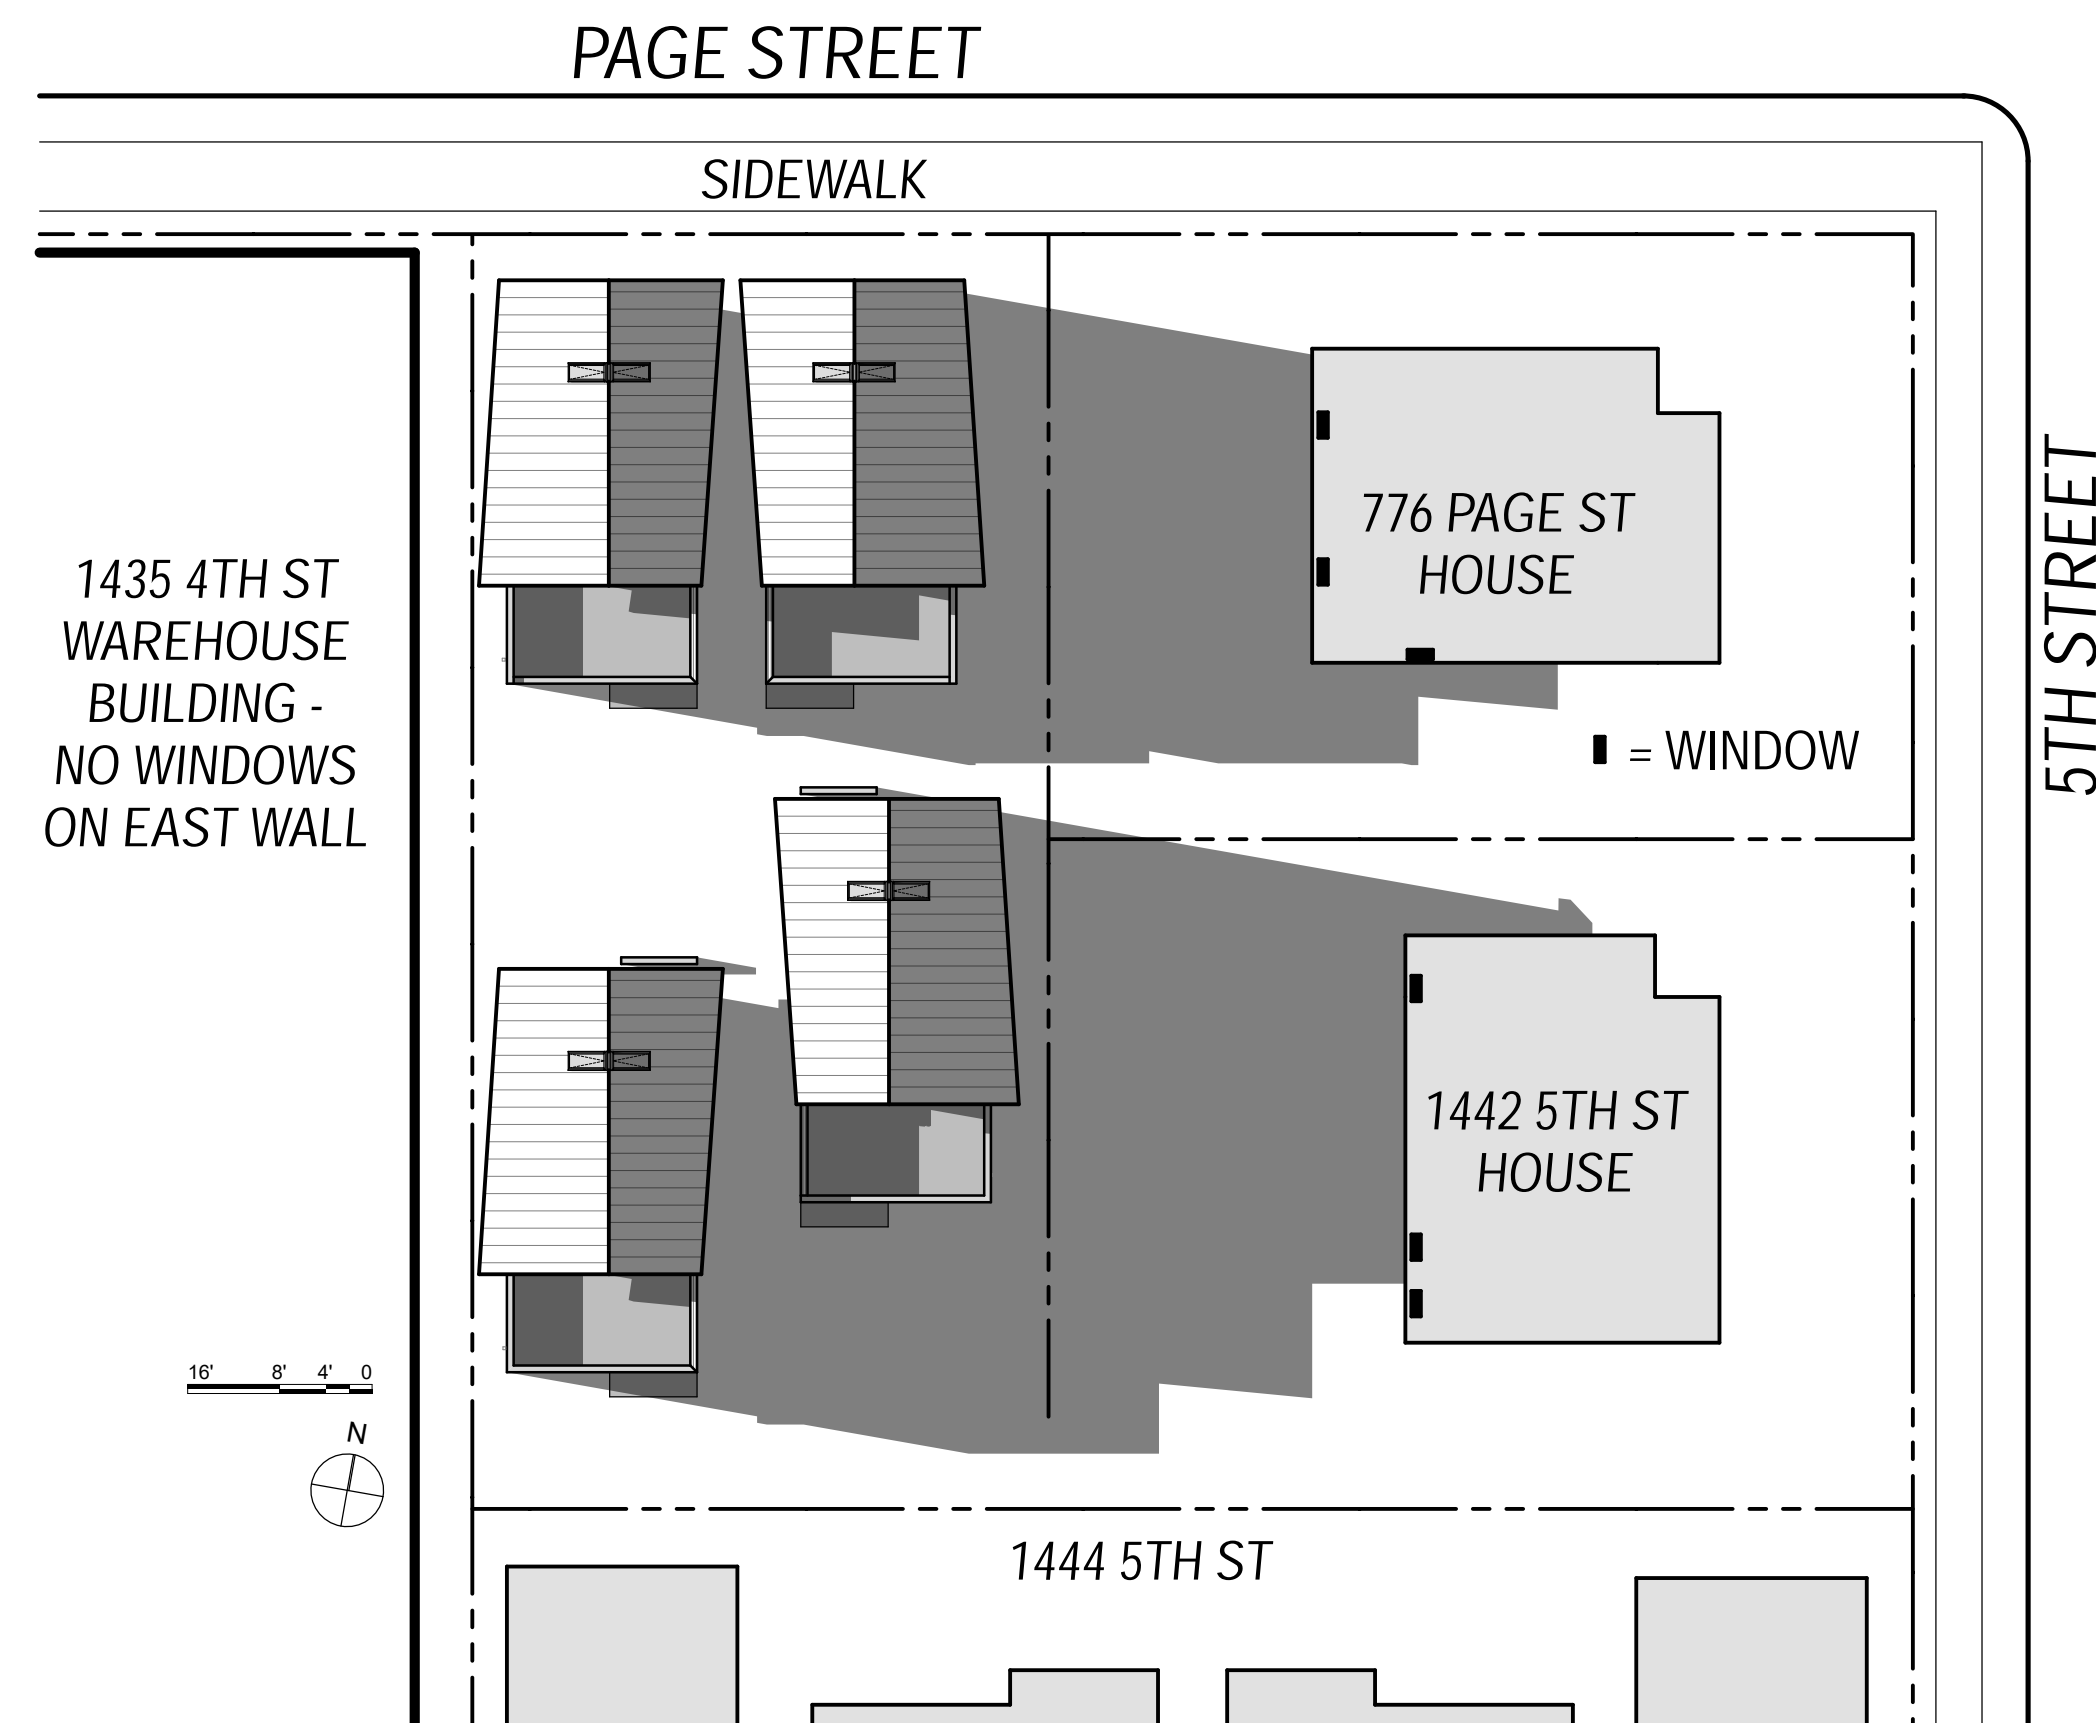 PAGE STREET
SIDEWALK
776 PAGE ST
HOUSE
5TH STREET
1435 4TH ST
WAREHOUSE
BUILDING -
NO WINDOWS
ON EAST WALL
= WINDOW
1442 5TH ST
HOUSE
16' 8' 4' 0
N
1444 5TH ST